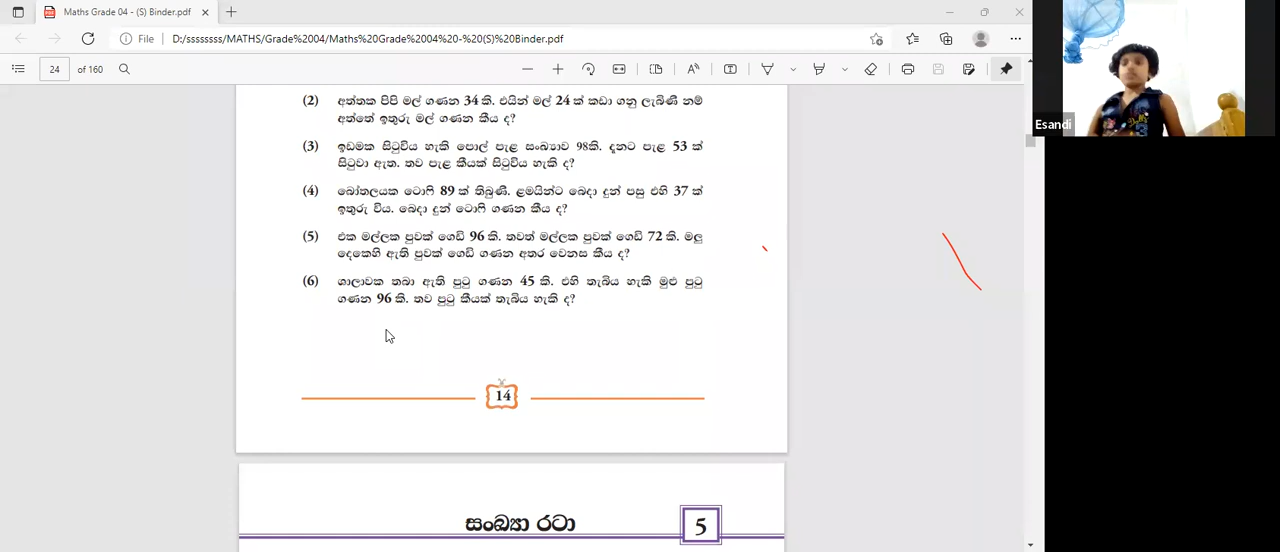 Maths Grade 04 - (S) Binder.pdf
File D:/ssssssss/MATHS/Grade%2004/Maths%20Grade%2004%20-%20(S)%20Binder.pdf
24 of 160
(2) අත්තක පිපි මල් ගණන 34 කි. එයින් මල් 24 ක් කඩා ගනු ලැබිණි නම්
අත්තේ ඉතුරු මල් ගණන කීය ද?
(3) ඉඩමක සිටුවිය හැකි පොල් පැළ සංඛ්‍යාව 98කි. දැනට පැළ 53 ක්
සිටුවා ඇත. තව පැළ කීයක් සිටුවිය හැකි ද?
(4) බෝතලයක ටොෆි 89 ක් තිබුණි. ළමයින්ට බෙදා දුන් පසු එහි 37 ක්
ඉතුරු විය. බෙදා දුන් ටොෆි ගණන කීය ද?
(5) එක මල්ලක පුවක් ගෙඩි 96 කි. තවත් මල්ලක පුවක් ගෙඩි 72 කි. මලු
දෙකෙහි ඇති පුවක් ගෙඩි ගණන අතර වෙනස කීය ද?
(6) ශාලාවක තබා ඇති පුටු ගණන 45 කි. එහි තැබිය හැකි මුළු පුටු
ගණන 96 කි. තව පුටු කීයක් තැබිය හැකි ද?
14
සංඛ්‍යා රටා 5
Esandi